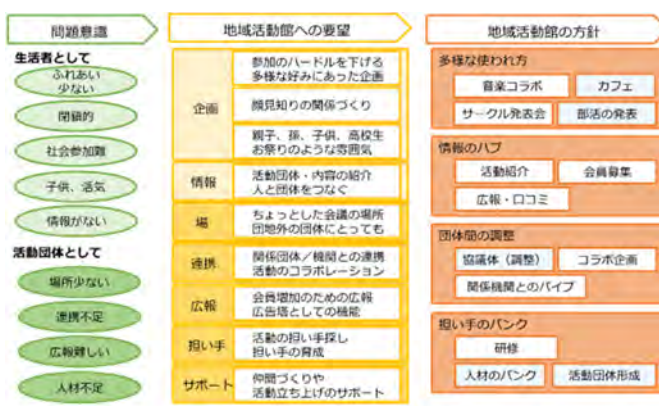 問題意識
生活者として
ふれあい
少ない
閉鎖的
社会参加難
子供、活気
情報がない
活動団体として
場所少ない
連携不足
広報難しい
人材不足
地域活動館への要望
企画
参加のハードルを下げる
多様な好みにあった企画
顔見知りの関係づくり
親子、孫、子供、高校生
お祭りのような雰囲気
情報
活動団体・内容の紹介
人と団体をつなぐ
場
ちょっとした会議の場所
団地外の団体にとっても
連携
関係団体/機関との連携
活動のコラボレーション
広報
会員増加のための広報
広告塔としての機能
担い手
活動の担い手探し
担い手の育成
サポート
仲間づくりや
活動立ち上げのサポート
地域活動館の方針
多様な使われ方
音楽コラボ
カフェ
サークル発表会
部活の発表
情報のハブ
活動紹介
会員募集
広報・口コミ
団体間の調整
協議体(調整)
コラボ企画
関係機関とのパイプ
担い手のバンク
研修
人材のバンク
活動団体形成